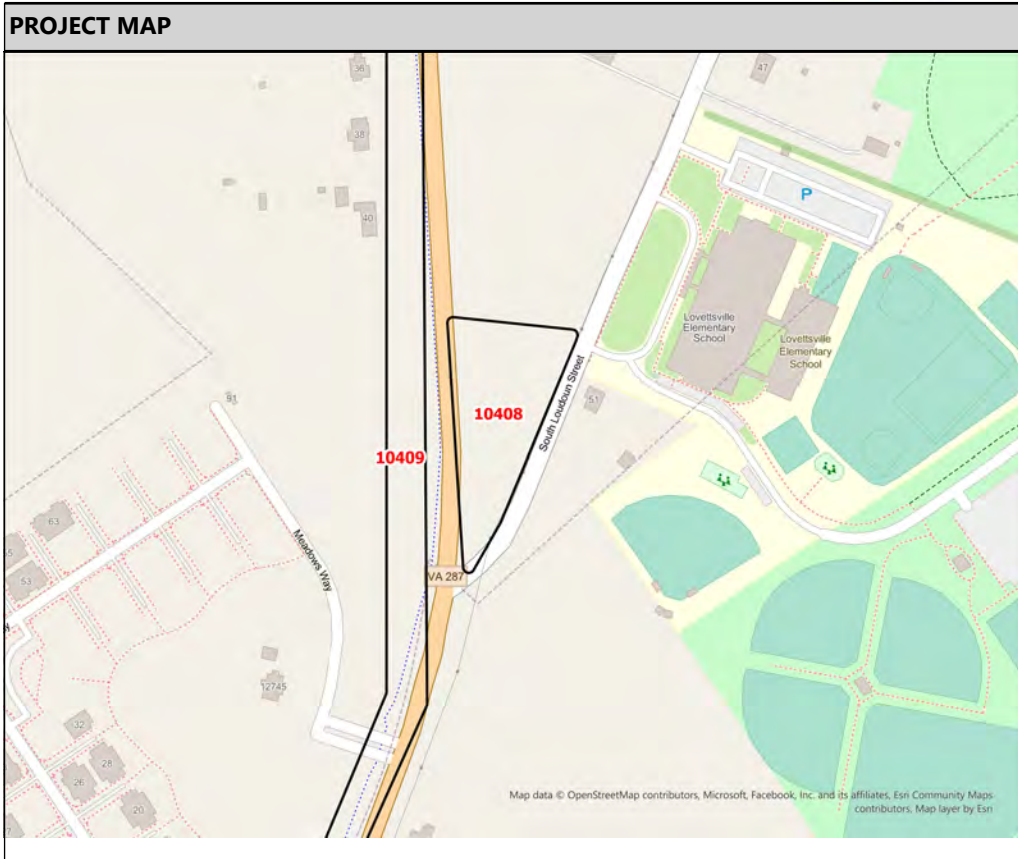 PROJECT MAP
36
47
38
P
40
Lovettsville
Elementary
School
Lovettsville
Elementary
School
South Loudoun Street
91
51
10408
10409
63
53
Meadows Way
VA 287
12745
32
28
26
20
Map data © OpenStreetMap contributors, Microsoft, Facebook, Inc. and its affiliates, Esri Community Maps
contributors, Map layer by Esri